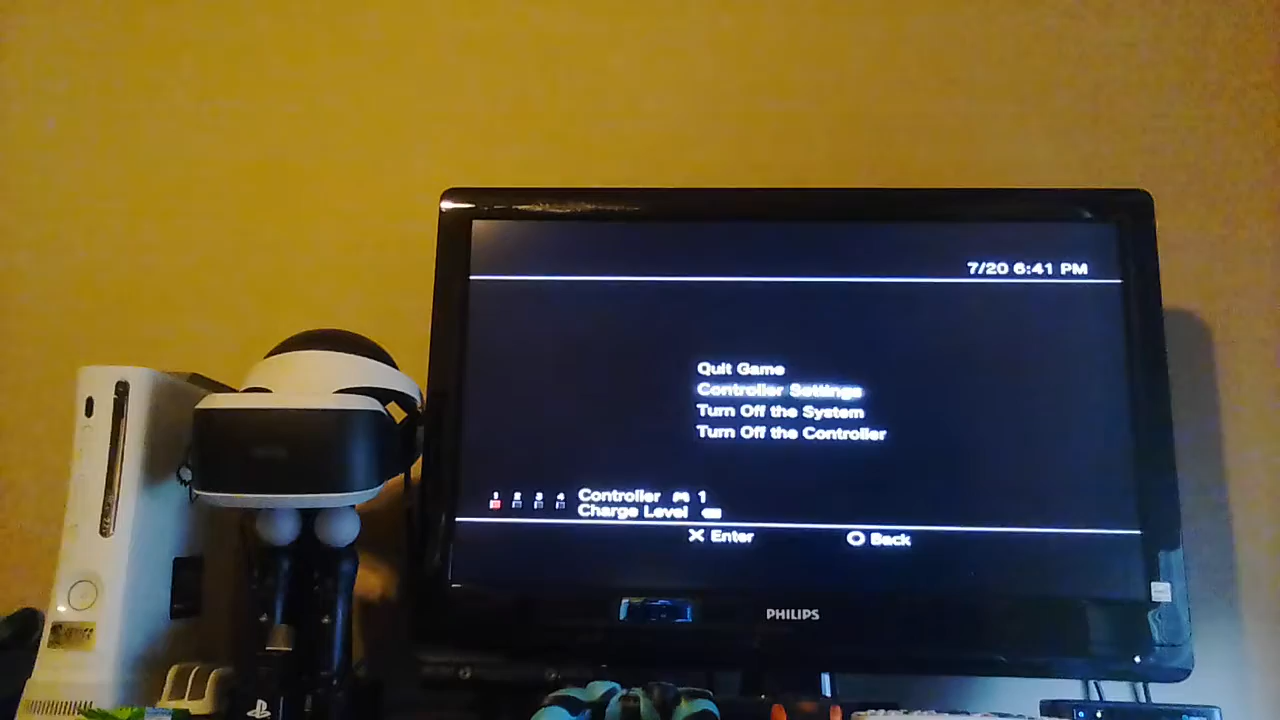 7/20 6:41 PM
Quit Game
Controller Settings
Turn Off the System
Turn Off the Controller
1 2 3 4 Controller 1
Charge Level
Enter Back
PHILIPS